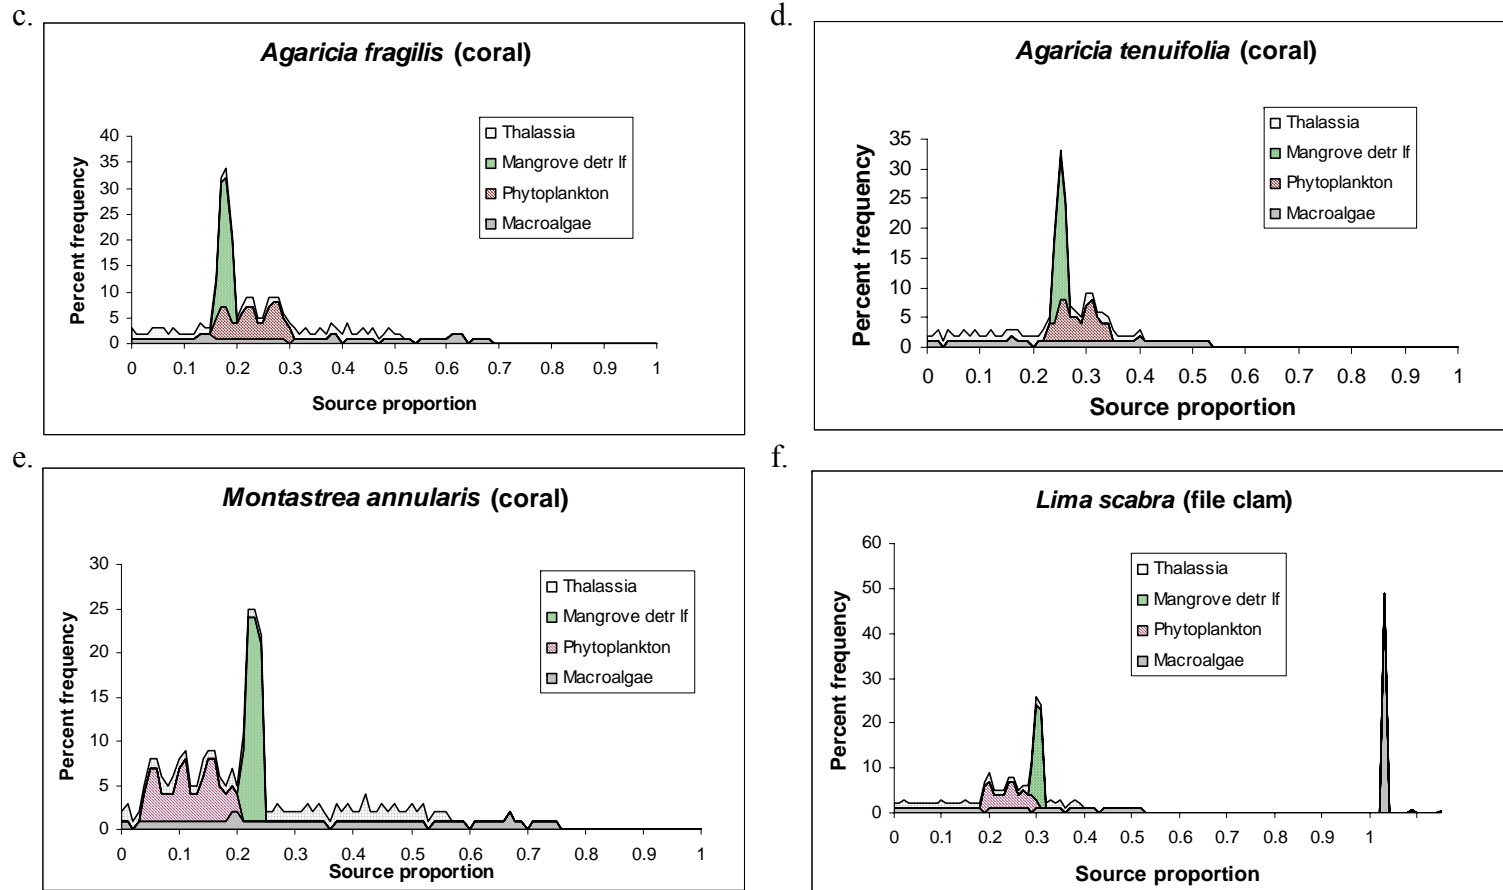 c.
Agaricia fragilis (coral)
Thalassia
Mangrove detr lf
Phytoplankton
Macroalgae
Percent frequency
40
35
30
25
20
15
10
5
0
0 0.1 0.2 0.3 0.4 0.5 0.6 0.7 0.8 0.9 1
Source proportion
d.
Agaricia tenuifolia (coral)
Thalassia
Mangrove detr lf
Phytoplankton
Macroalgae
Percent frequency
35
30
25
20
15
10
5
0
0 0.1 0.2 0.3 0.4 0.5 0.6 0.7 0.8 0.9 1
Source proportion
e.
Montastrea annularis (coral)
Thalassia
Mangrove detr lf
Phytoplankton
Macroalgae
Percent frequency
30
25
20
15
10
5
0
0 0.1 0.2 0.3 0.4 0.5 0.6 0.7 0.8 0.9 1
Source proportion
f.
Lima scabra (file clam)
Thalassia
Mangrove detr lf
Phytoplankton
Macroalgae
Percent frequency
60
50
40
30
20
10
0
0 0.1 0.2 0.3 0.4 0.5 0.6 0.7 0.8 0.9 1
Source proportion